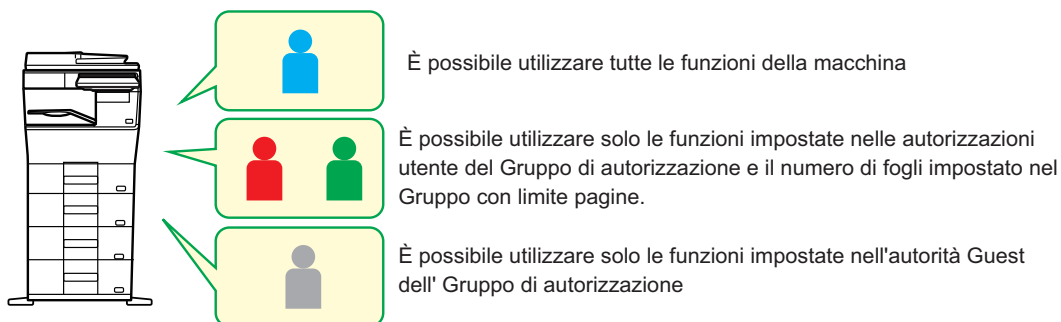 È possibile utilizzare tutte le funzioni della macchina
È possibile utilizzare solo le funzioni impostate nelle autorizzazioni
utente del Gruppo di autorizzazione e il numero di fogli impostato nel
Gruppo con limite pagine.
È possibile utilizzare solo le funzioni impostate nell'autorità Guest
dell' Gruppo di autorizzazione